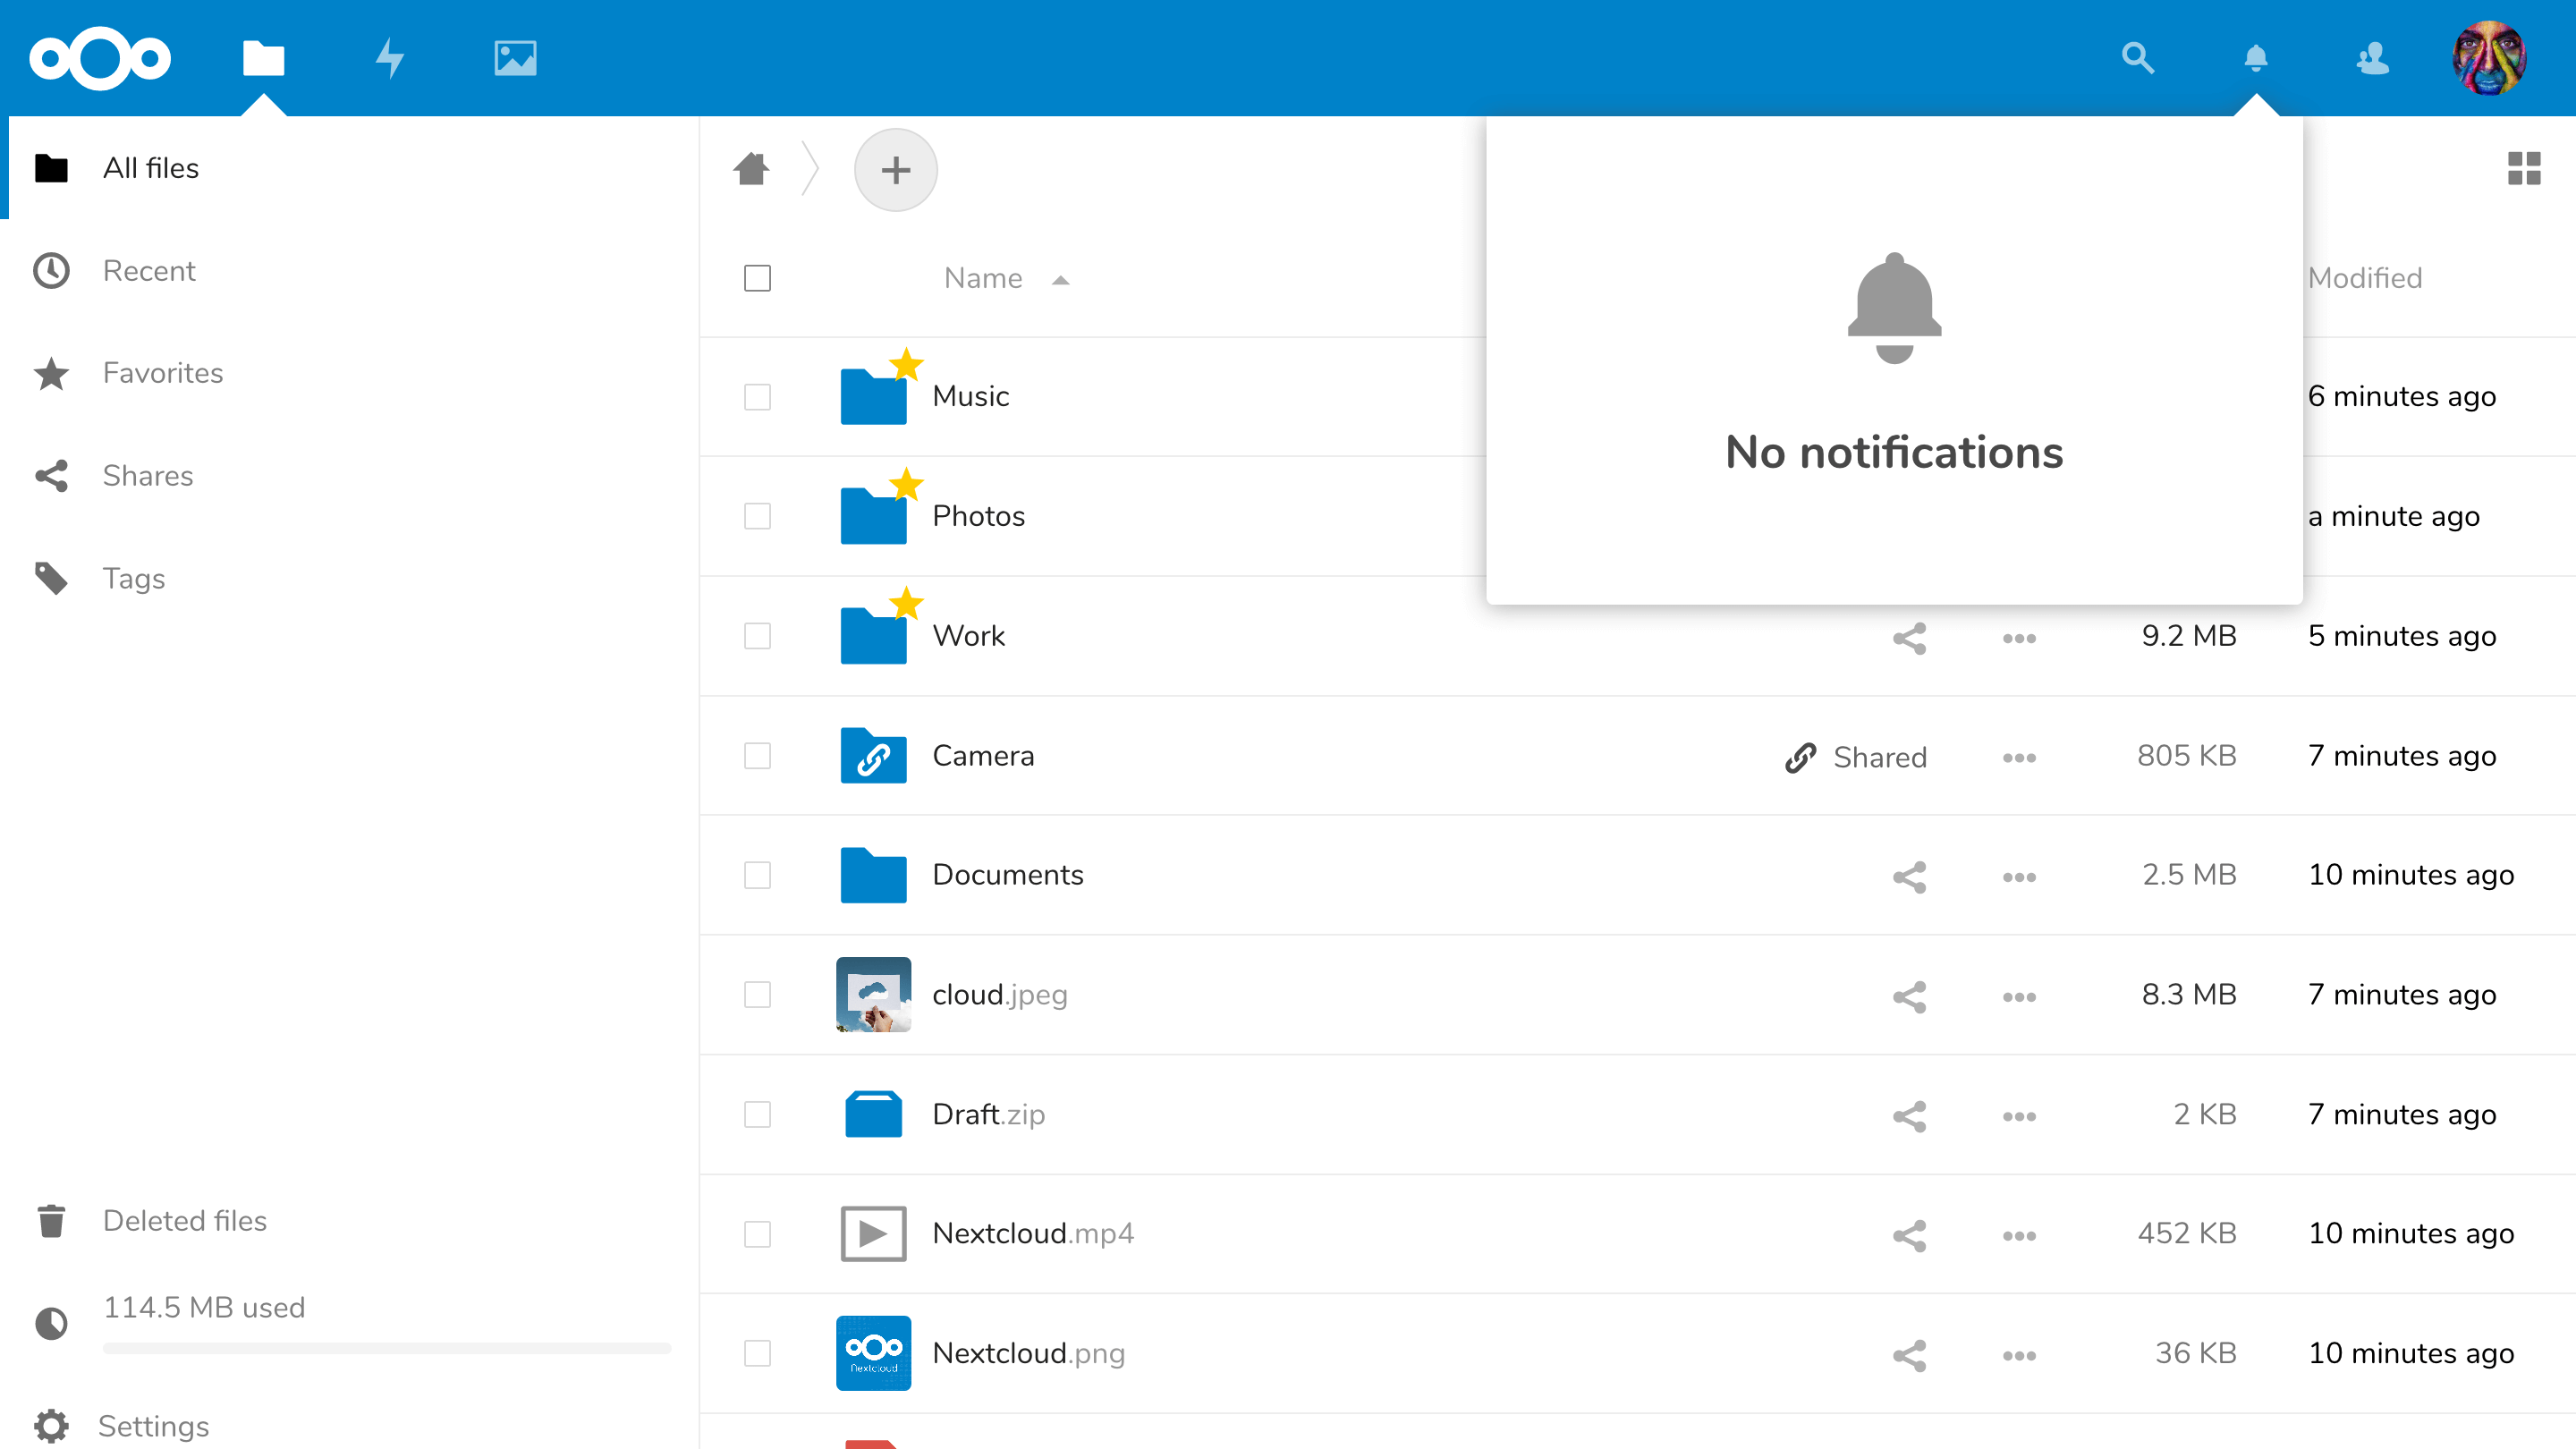 All files
Recent
Favorites
Shares
Tags
Deleted files
114.5 MB used
Settings
Name
Modified
No notifications
Music 6 minutes ago
Photos a minute ago
Work 9.2 MB 5 minutes ago
Camera Shared 805 KB 7 minutes ago
Documents 2.5 MB 10 minutes ago
cloud.jpeg 8.3 MB 7 minutes ago
Draft.zip 2 KB 7 minutes ago
Nextcloud.mp4 452 KB 10 minutes ago
Nextcloud
Nextcloud.png 36 KB 10 minutes ago